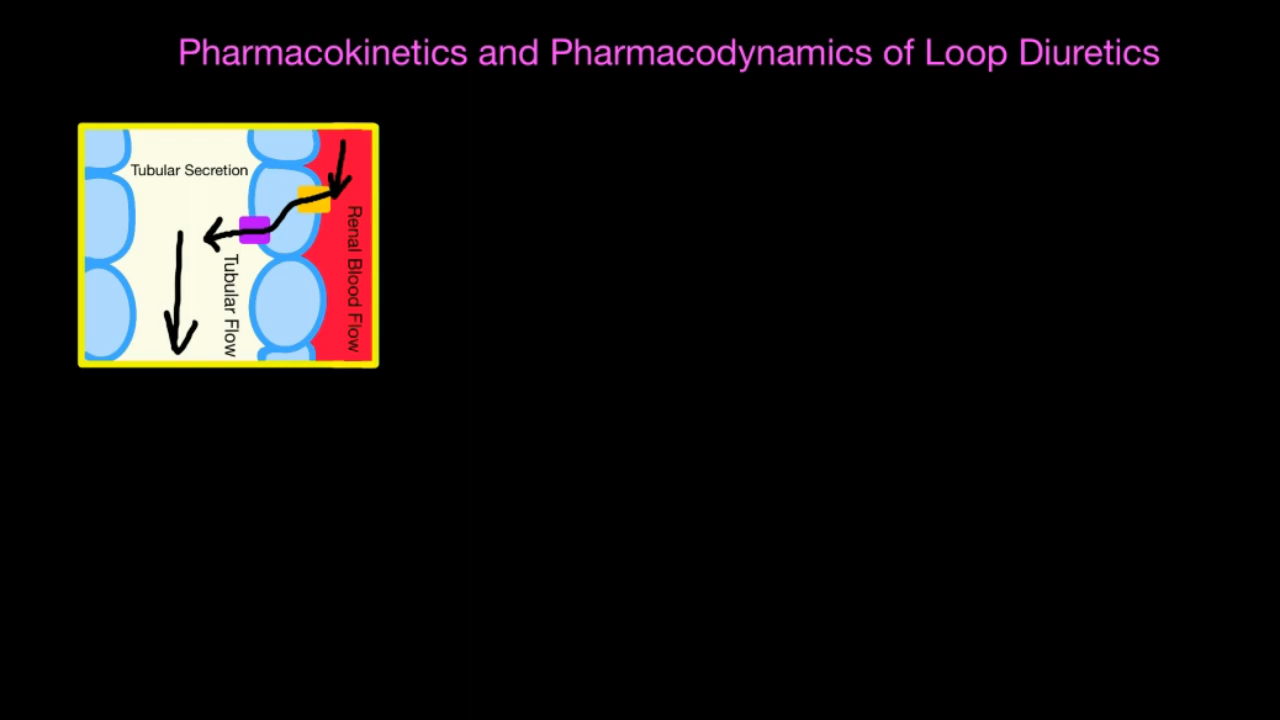 Pharmacokinetics and Pharmacodynamics of Loop Diuretics
Tubular Secretion
Tubular Flow
Renal Blood Flow